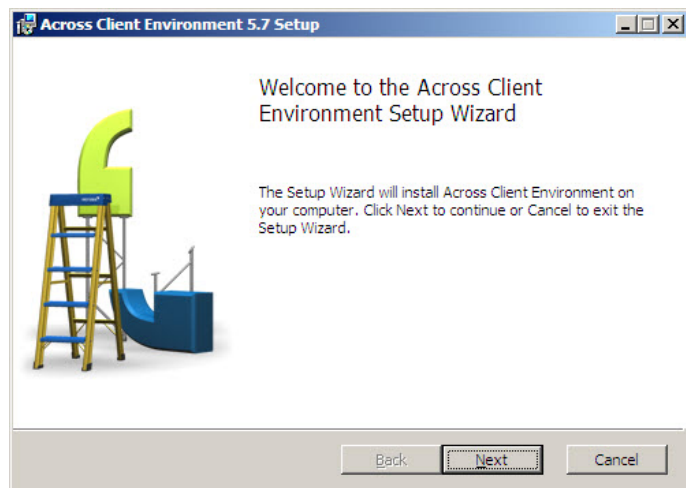 Across Client Environment 5.7 Setup
Welcome to the Across Client
Environment Setup Wizard
The Setup Wizard will install Across Client Environment on
your computer. Click Next to continue or Cancel to exit the
Setup Wizard.
Back Next Cancel